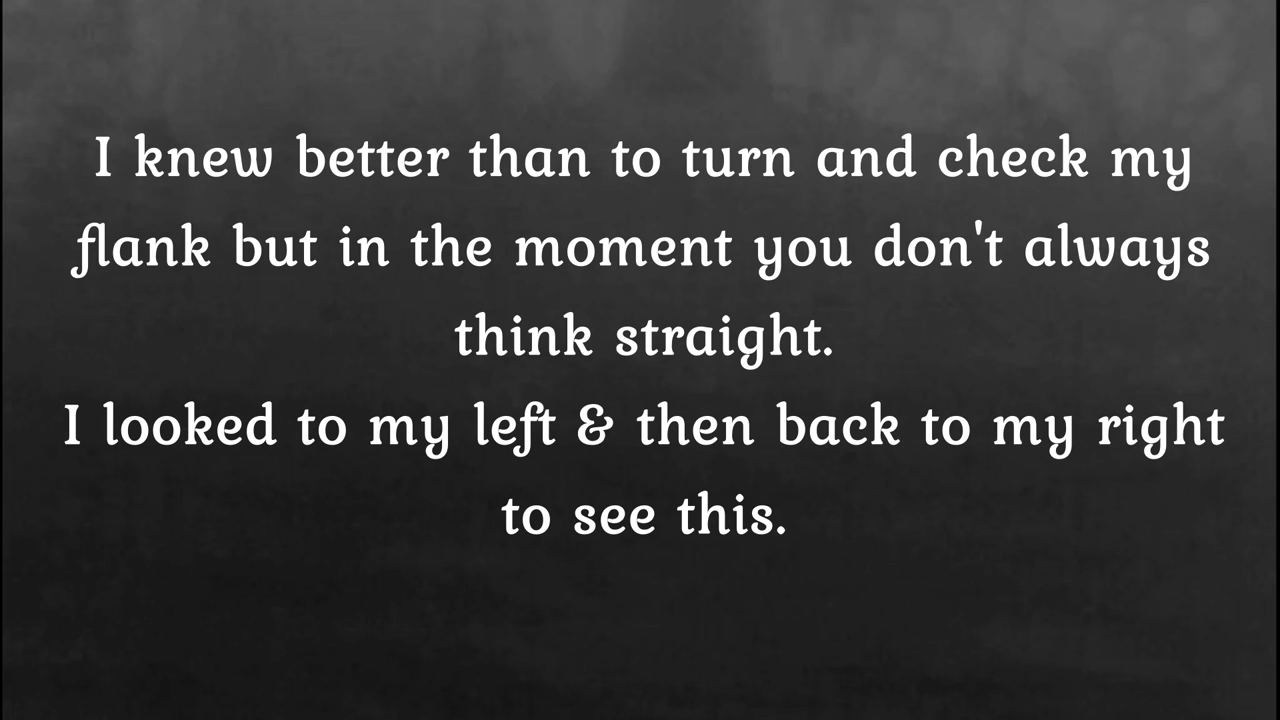 I knew better than to turn and check my
flank but in the moment you don't always
think straight.
I looked to my left & then back to my right
to see this.